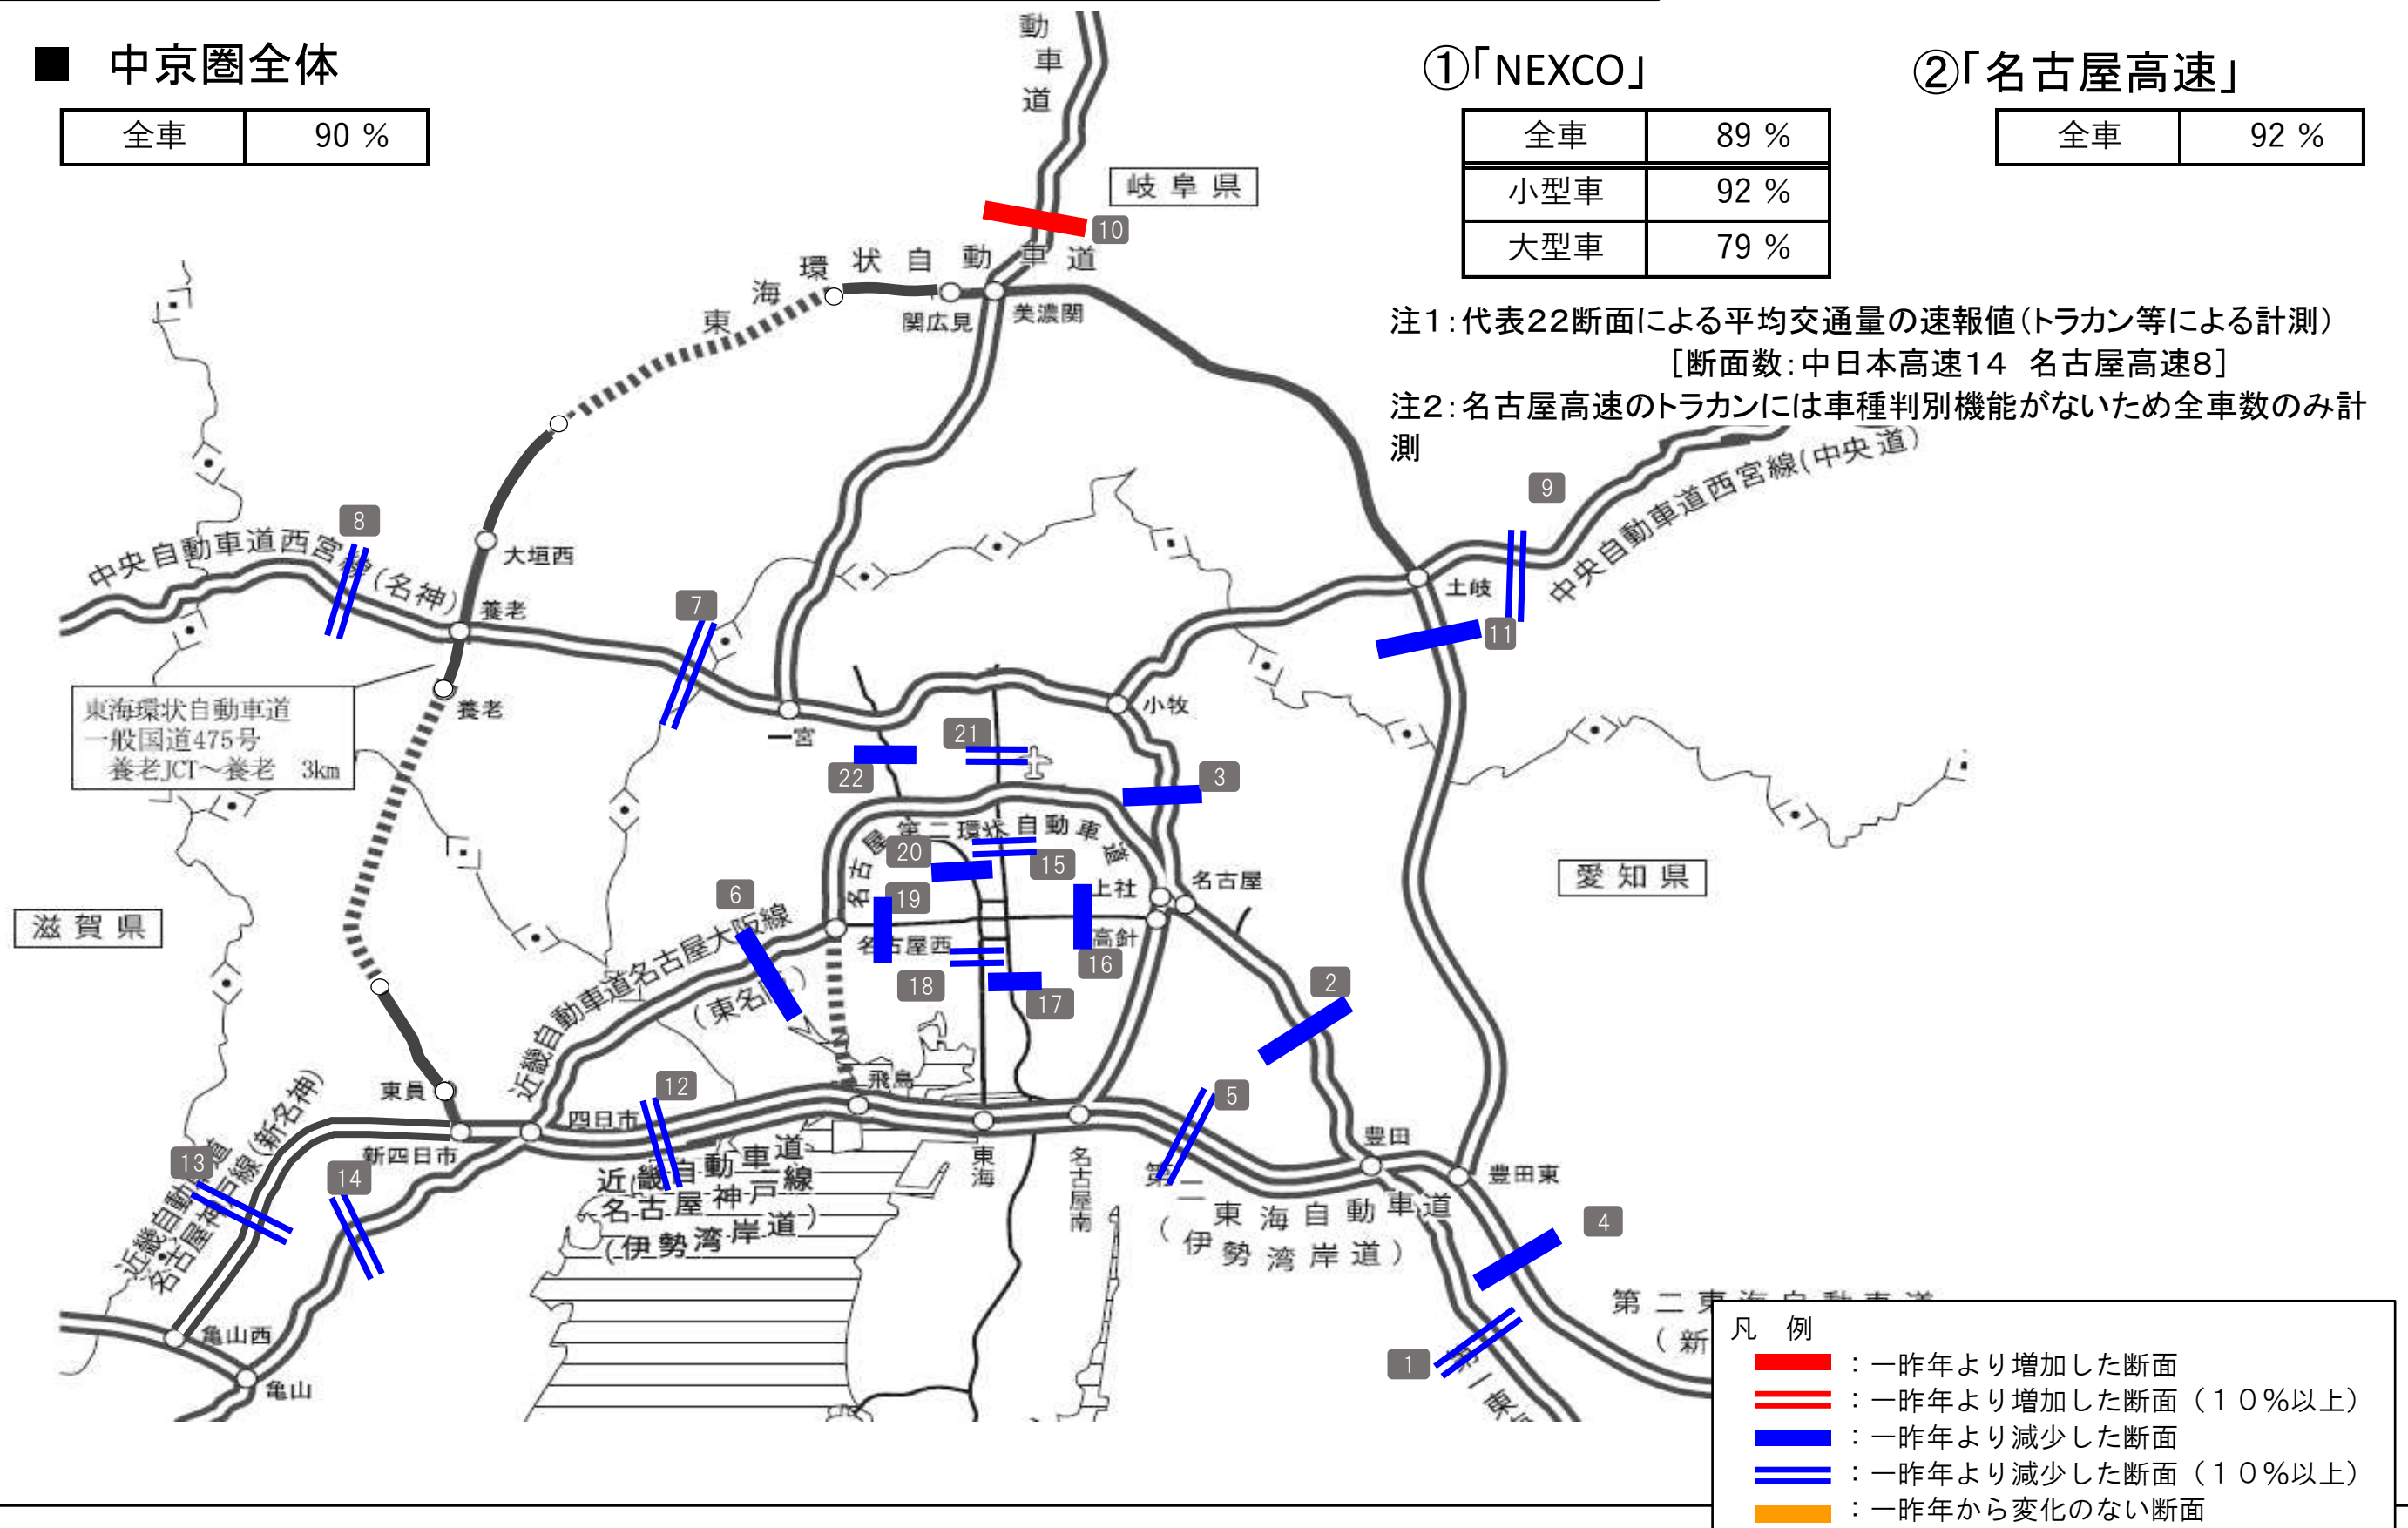 ■ 中京圏全体
全車 90 %
①「NEXCO」
全車 89 %
小型車 92 %
大型車 79 %
②「名古屋高速」
全車 92 %
注1:代表22断面による平均交通量の速報値(トラカン等による計測)
[断面数:中日本高速14 名古屋高速8]
注2:名古屋高速のトラカンには車種判別機能がないため全車数のみ計
測
動車道
岐阜県
10
東海環状自動車道
関広見
美濃関
9
中央自動車道西宮線(中央道)
8
中央自動車道西宮線(名神)
大垣西
養老
7
土岐
11
東海環状自動車道
一般国道475号
養老JCT~養老 3km
養老
一宮
小牧
21
22
3
名古屋第二環状自動車道
20
15
上社
名古屋
愛知県
滋賀県
6
19
名古屋西
高針
16
18
17
2
近畿自動車道名古屋大阪線
(東名阪)
東員
12
四日市
飛島
5
新四日市
13
14
近畿自動車道
名古屋神戸線(新名神)
近畿自動車道
名古屋神戸線
(伊勢湾岸道)
東海
名古屋南
豊田
豊田東
第二東海自動車道
(伊勢湾岸道)
4
亀山西
亀山
1
第一東
第二東海自動車道
(新
凡 例
:一昨年より増加した断面
:一昨年より増加した断面(10%以上)
:一昨年より減少した断面
:一昨年より減少した断面(10%以上)
:一昨年から変化のない断面